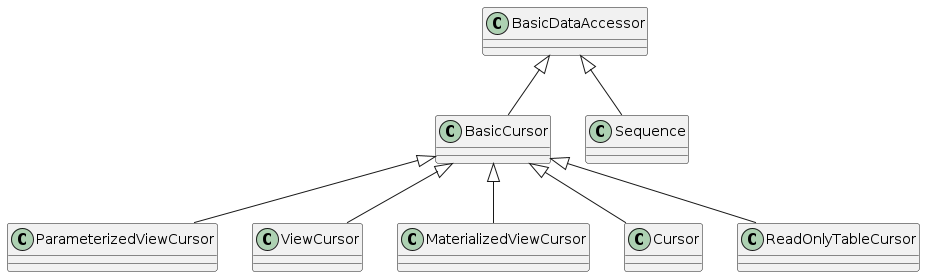 C BasicDataAccessor
C BasicCursor
C Sequence
C ParameterizedViewCursor
C ViewCursor
C MaterializedViewCursor
C Cursor
C ReadOnlyTableCursor